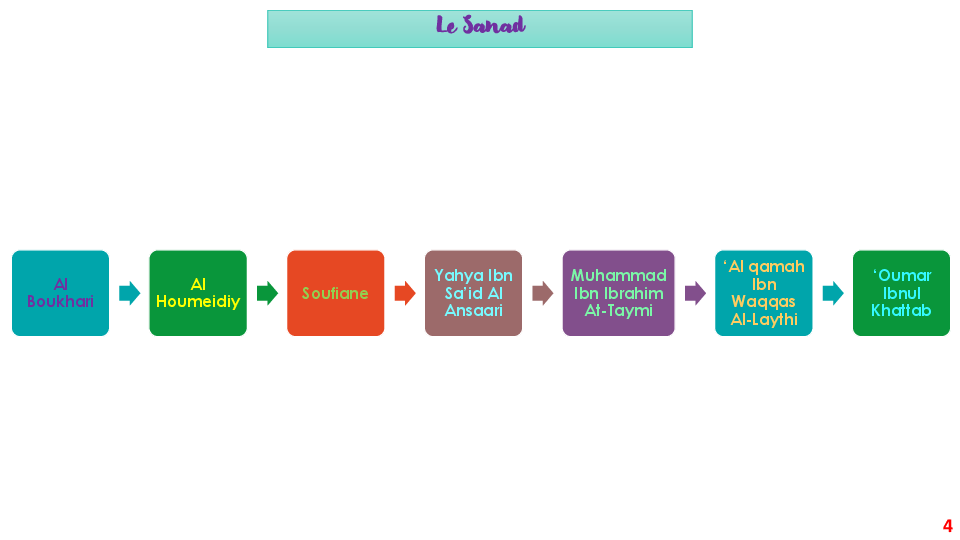 Le Sanad
Al
Boukhari
Al
Houmeidiy
Soufiane
Yahya Ibn
Sa'id Al
Ansaari
Muhammad
Ibn Ibrahim
At-Taymi
‘Al qamah
Ibn
Waqqas
Al-Laythi
‘Oumar
Ibnul
Khattab
4